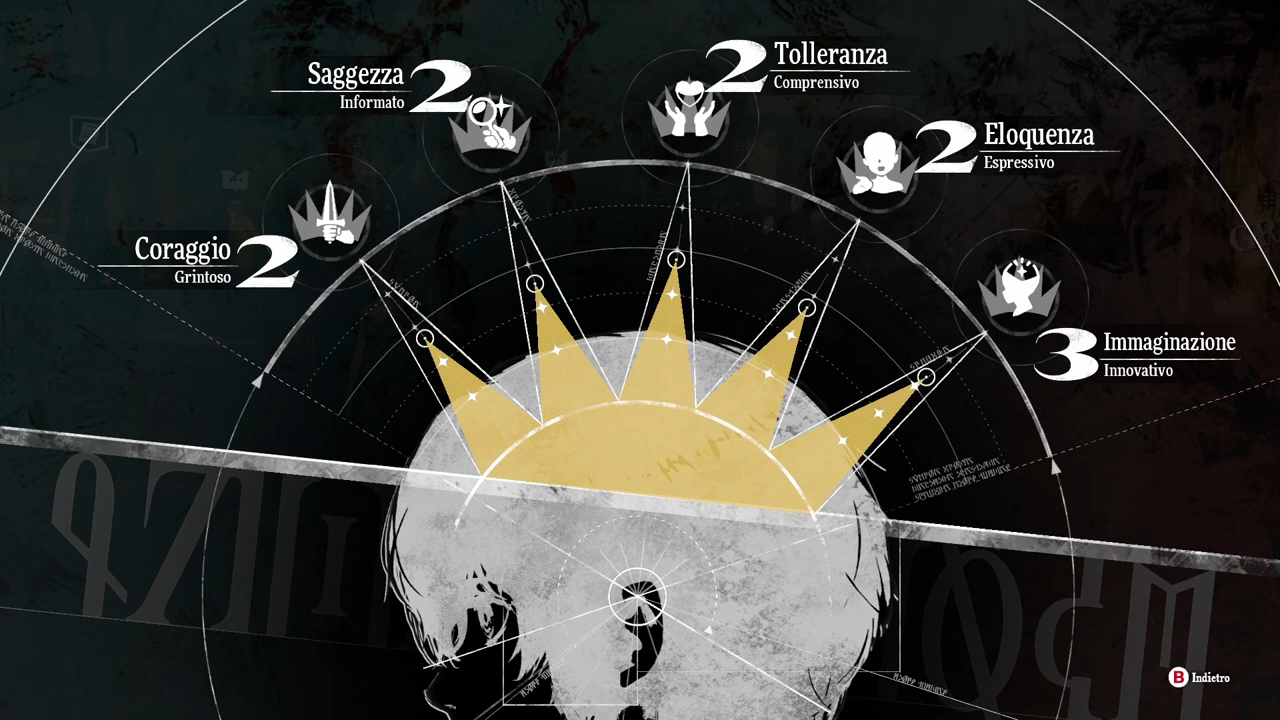 Saggezza
2
Informato
Tolleranza
2
Comprensivo
Eloquenza
2
Espressivo
Coraggio
2
Grintoso
Immaginazione
3
Innovativo
B Indietro